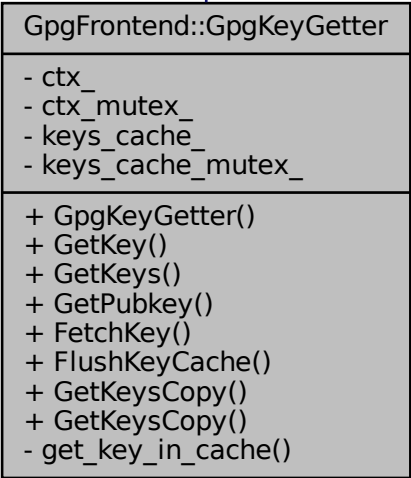 GpgFrontend::GpgKeyGetter
- ctx_
- ctx_mutex_
- keys_cache_
- keys_cache_mutex_
+ GpgKeyGetter()
+ GetKey()
+ GetKeys()
+ GetPubkey()
+ FetchKey()
+ FlushKeyCache()
+ GetKeysCopy()
+ GetKeysCopy()
- get_key_in_cache()